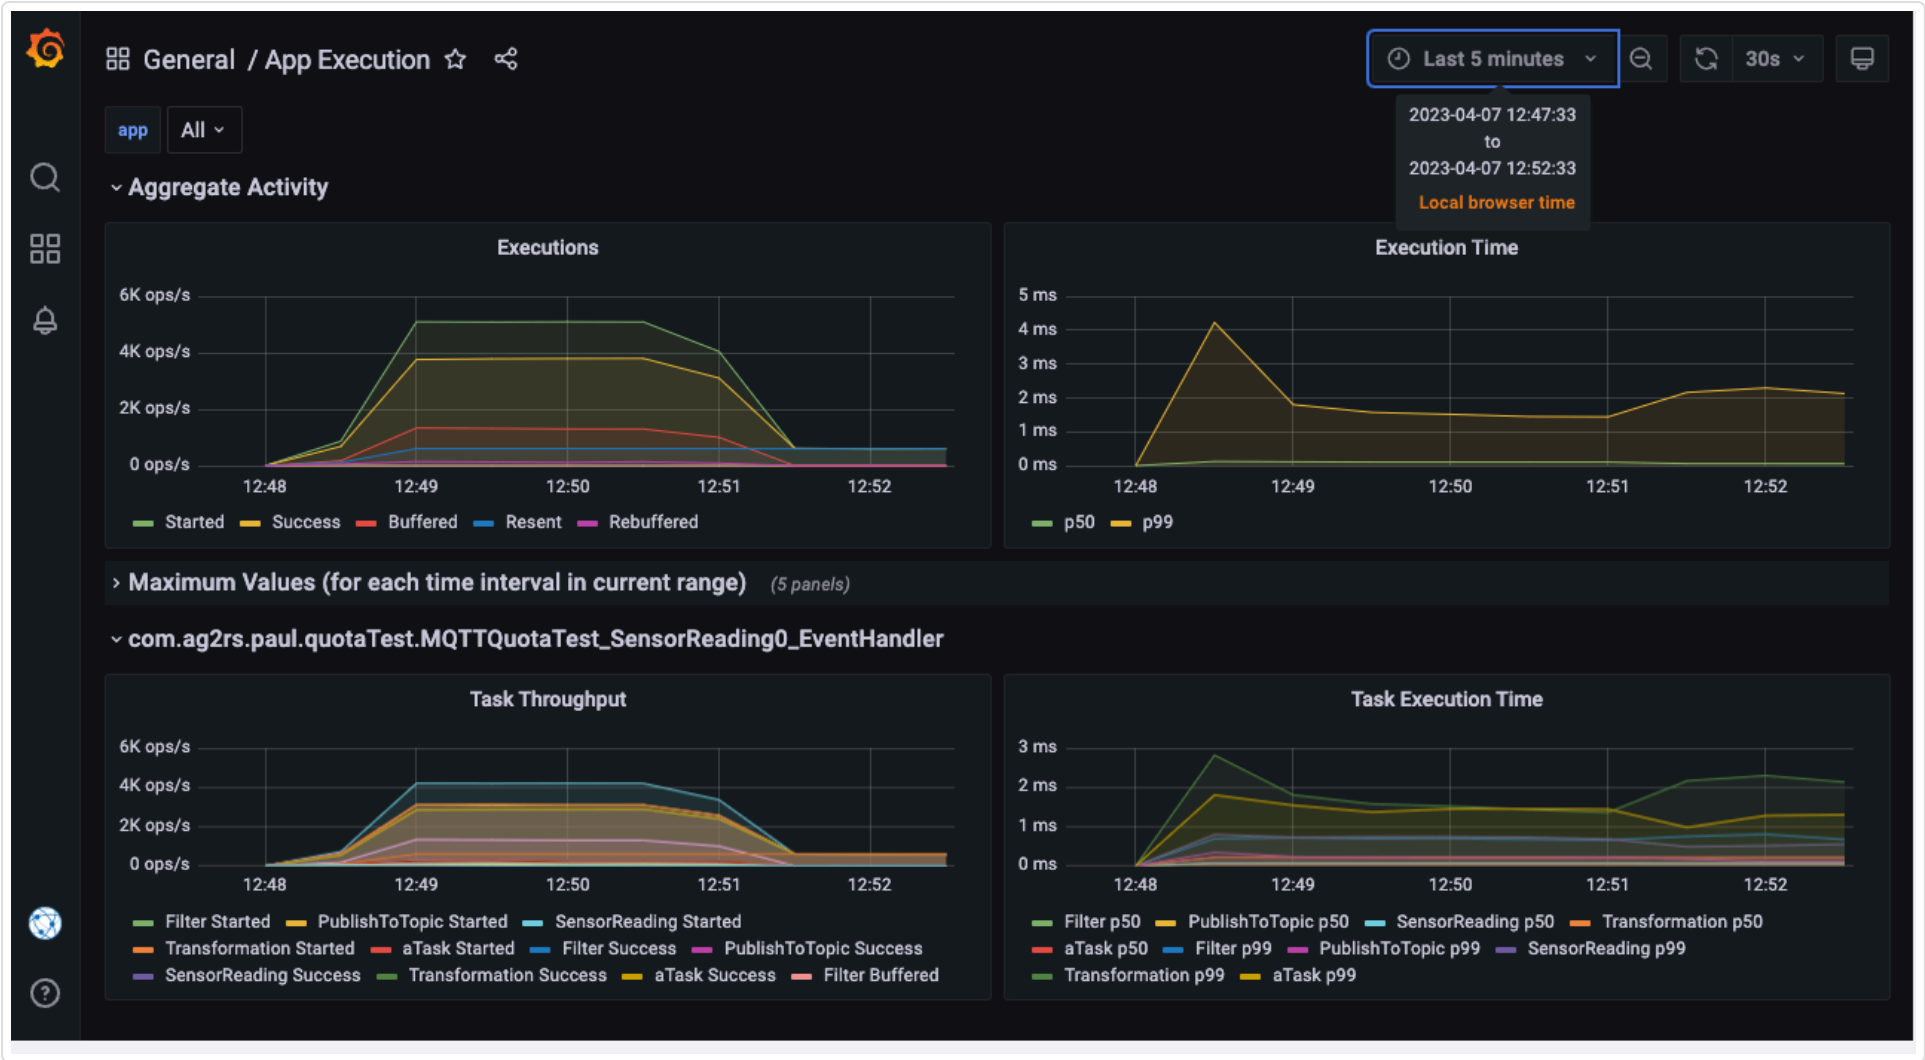 General / App Execution
Last 5 minutes
30s
2023-04-07 12:47:33
to
2023-04-07 12:52:33
Local browser time
app All
Aggregate Activity
Executions
6K ops/s
4K ops/s
2K ops/s
0 ops/s
12:48 12:49 12:50 12:51 12:52
Started Success Buffered Resent Rebuffered
Execution Time
5 ms
4 ms
3 ms
2 ms
1 ms
0 ms
12:48 12:49 12:50 12:51 12:52
p50 p99
Maximum Values (for each time interval in current range) (5 panels)
com.ag2rs.paul.quotaTest.MQTTQuotaTest_SensorReading0_EventHandler
Task Throughput
6K ops/s
4K ops/s
2K ops/s
0 ops/s
12:48 12:49 12:50 12:51 12:52
Filter Started PublishToTopic Started SensorReading Started
Transformation Started aTask Started Filter Success PublishToTopic Success
SensorReading Success Transformation Success aTask Success Filter Buffered
Task Execution Time
3 ms
2 ms
1 ms
0 ms
12:48 12:49 12:50 12:51 12:52
Filter p50 PublishToTopic p50 SensorReading p50 Transformation p50
aTask p50 Filter p99 PublishToTopic p99 SensorReading p99
Transformation p99 aTask p99